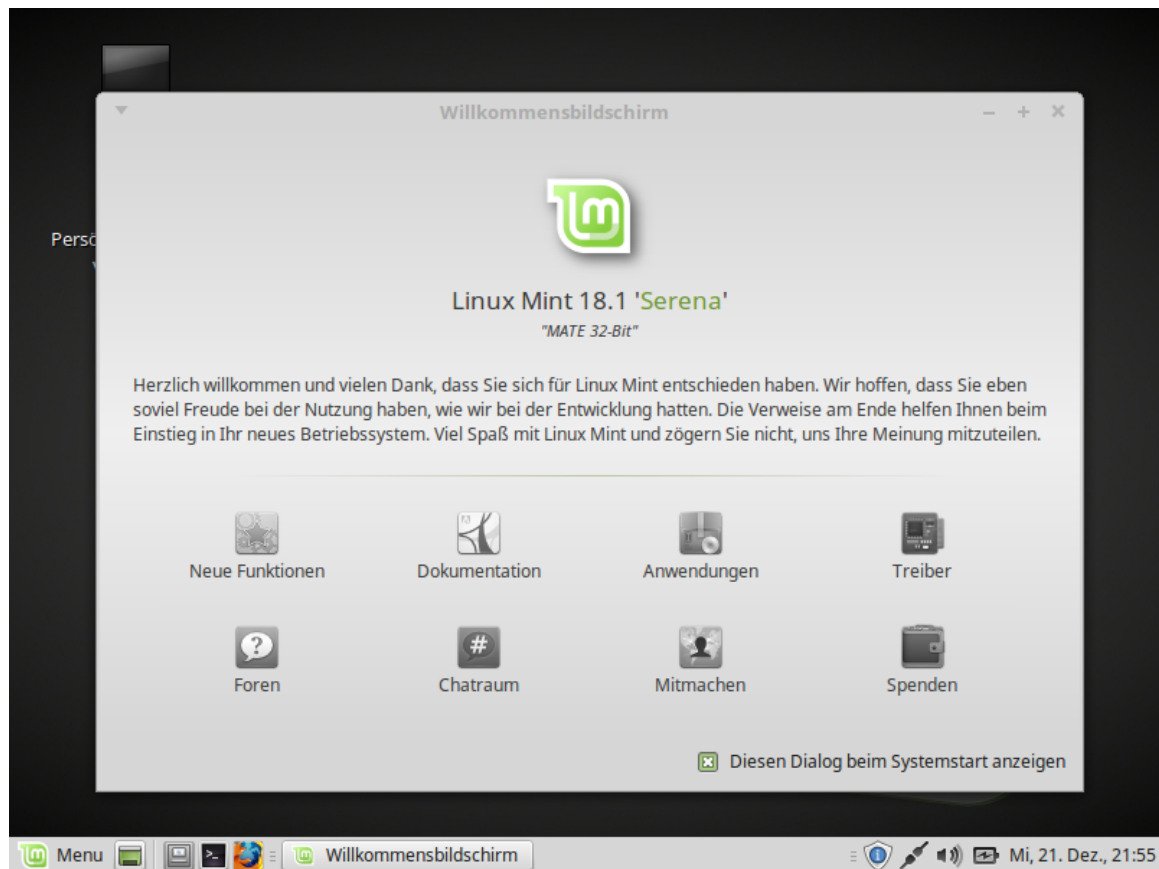 Willkommensbildschirm
Linux Mint 18.1 'Serena'
"MATE 32-Bit"
Herzlich willkommen und vielen Dank, dass Sie sich für Linux Mint entschieden haben. Wir hoffen, dass Sie eben
soviel Freude bei der Nutzung haben, wie wir bei der Entwicklung hatten. Die Verweise am Ende helfen Ihnen beim
Einstieg in Ihr neues Betriebssystem. Viel Spaß mit Linux Mint und zögern Sie nicht, uns Ihre Meinung mitzuteilen.
Neue Funktionen Dokumentation Anwendungen Treiber
Foren Chatraum Mitmachen Spenden
Diesen Dialog beim Systemstart anzeigen
Menu Willkommensbildschirm Mi, 21. Dez., 21:55